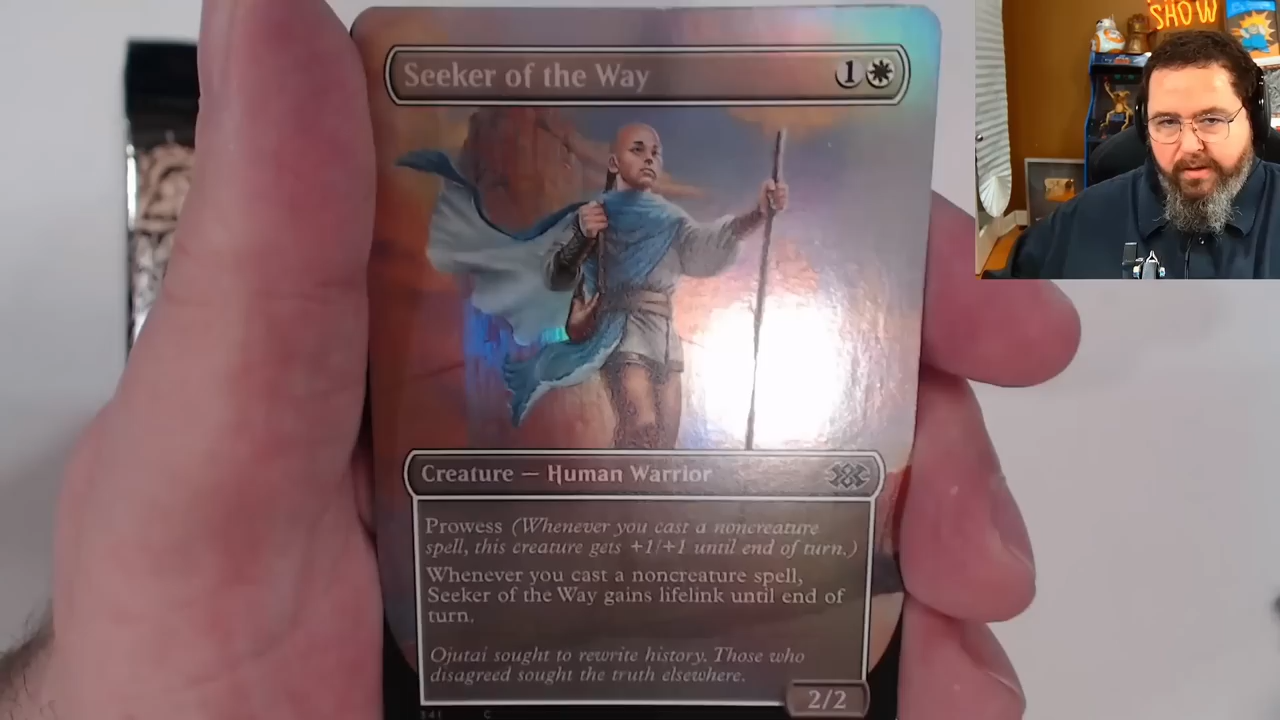 SHOW
Seeker of the Way 1
Creature — Human Warrior
Prowess (Whenever you cast a noncreature
spell, this creature gets +1/+1 until end of turn.)
Whenever you cast a noncreature spell,
Seeker of the Way gains lifelink until end of
turn.
Ojutai sought to rewrite history. Those who
disagreed sought the truth elsewhere.
2/2
341 C